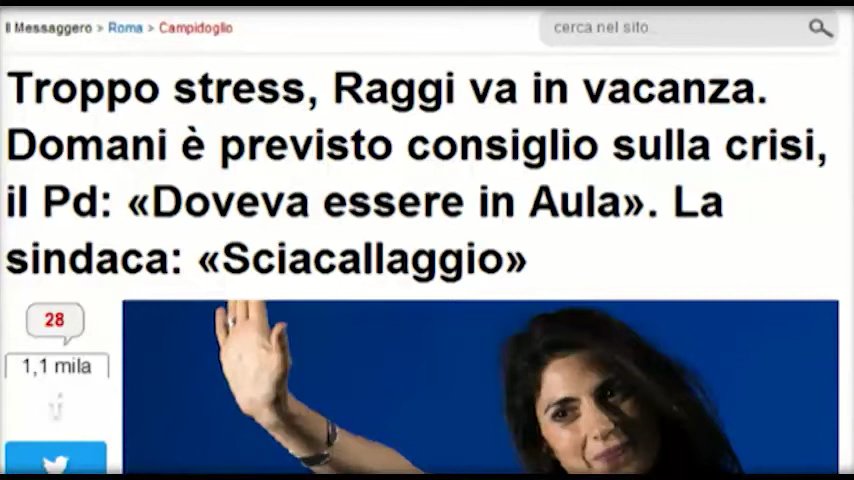 Il Messaggero > Roma > Campidoglio
cerca nel sito
Troppo stress, Raggi va in vacanza.
Domani è previsto consiglio sulla crisi,
il Pd: «Doveva essere in Aula». La
sindaca: «Sciacallaggio»
28
1,1 mila